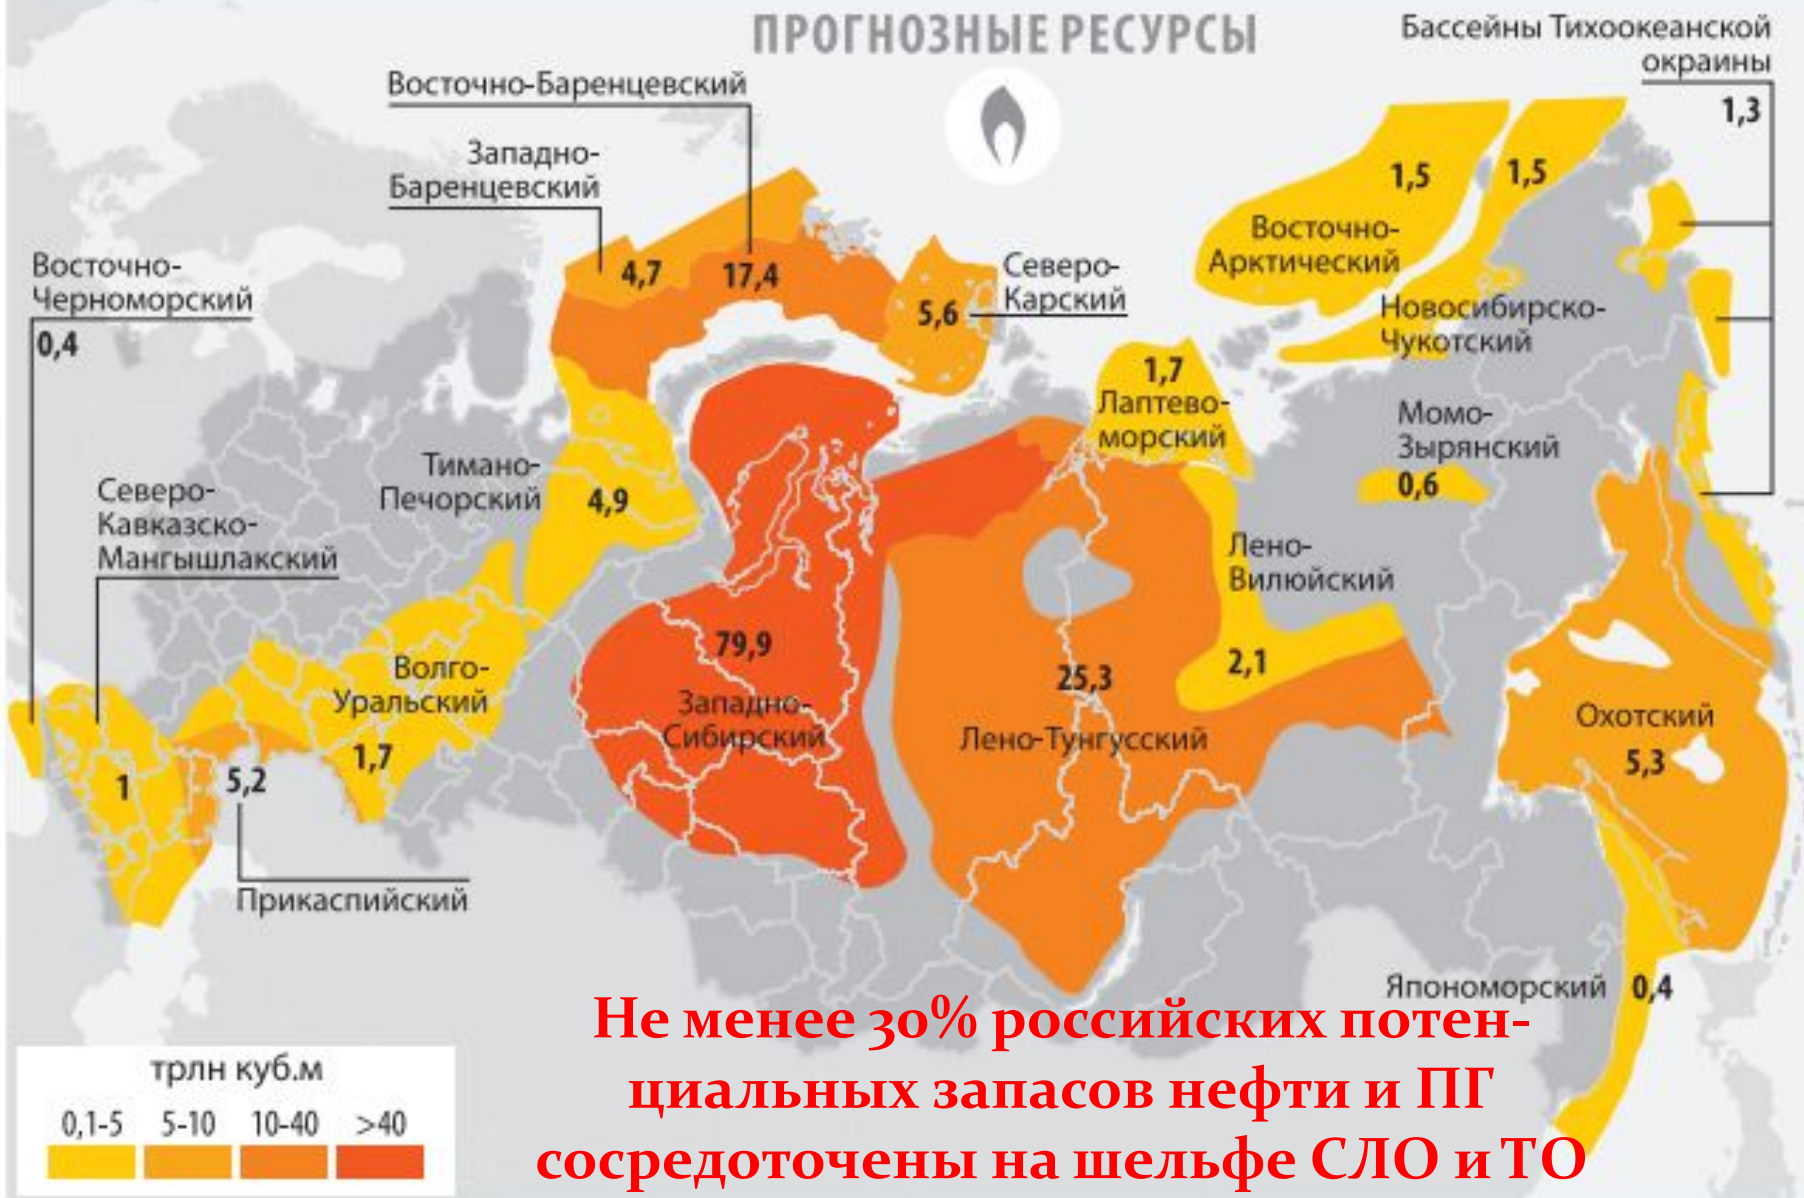 ПРОГНОЗНЫЕ РЕСУРСЫ
Бассейны Тихоокеанской
окраины
1,3
Восточно-Баренцевский
Западно-
Баренцевский
4,7
17,4
5,6
Северо-
Карский
1,5
1,5
Восточно-
Арктический
Новосибирско-
Чукотский
Восточно-
Черноморский
0,4
1,7
Лаптево-
морский
Момо-
Зырянский
0,6
Тимано-
Печорский
4,9
Северо-
Кавказско-
Мангышлакский
Лено-
Вилюйский
2,1
79,9
Западно-
Сибирский
25,3
Лено-Тунгусский
Волго-
Уральский
1,7
1
5,2
Прикаспийский
Охотский
5,3
Япономорский
0,4
Не менее 30% российских потен-
циальных запасов нефти и ПГ
сосредоточены на шельфе СЛО и ТО
трлн куб.м
0,1-5 5-10 10-40 >40